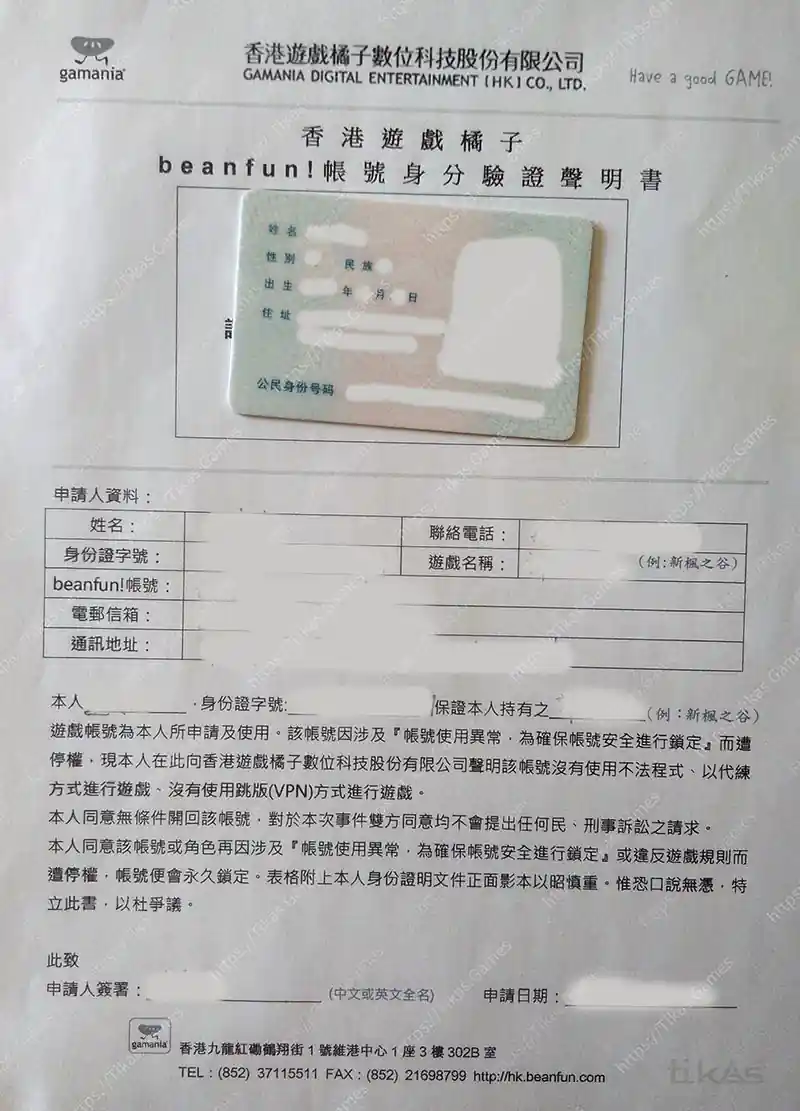 gamania
香港遊戲橘子數位科技股份有限公司
GAMANIA DIGITAL ENTERTAINMENT (HK) CO., LTD.
Have a good GAME!
香港遊戲橘子
beanfun!帳號身分驗證聲明書
姓名
性別 民族
出生 年 月 日
住址
公民身份号码
申請人資料：
姓名： 聯絡電話：
身份證字號： 遊戲名稱： (例:新楓之谷)
beanfun!帳號：
電郵信箱：
通訊地址：
本人 ，身份證字號: 保證本人持有之 (例：新楓之谷)
遊戲帳號為本人所申請及使用。該帳號因涉及『帳號使用異常，為確保帳號安全進行鎖定』而遭
停權，現本人在此向香港遊戲橘子數位科技股份有限公司聲明該帳號沒有使用不法程式、以代練
方式進行遊戲、沒有使用跳版(VPN)方式進行遊戲。
本人同意無條件開回該帳號，對於本次事件雙方同意均不會提出任何民、刑事訴訟之請求。
本人同意該帳號或角色再因涉及『帳號使用異常，為確保帳號安全進行鎖定』或違反遊戲規則而
遭停權，帳號便會永久鎖定。表格附上本人身份證明文件正面影本以昭慎重。惟恐口說無憑，特
立此書，以杜爭議。
此致
申請人簽署： (中文或英文全名) 申請日期：
gamania
香港九龍紅磡鶴翔街 1 號維港中心 1 座 3 樓 302B 室
TEL：(852) 37115511 FAX：(852) 21698799 http://hk.beanfun.com
tiKAS
https://Tikas.Games